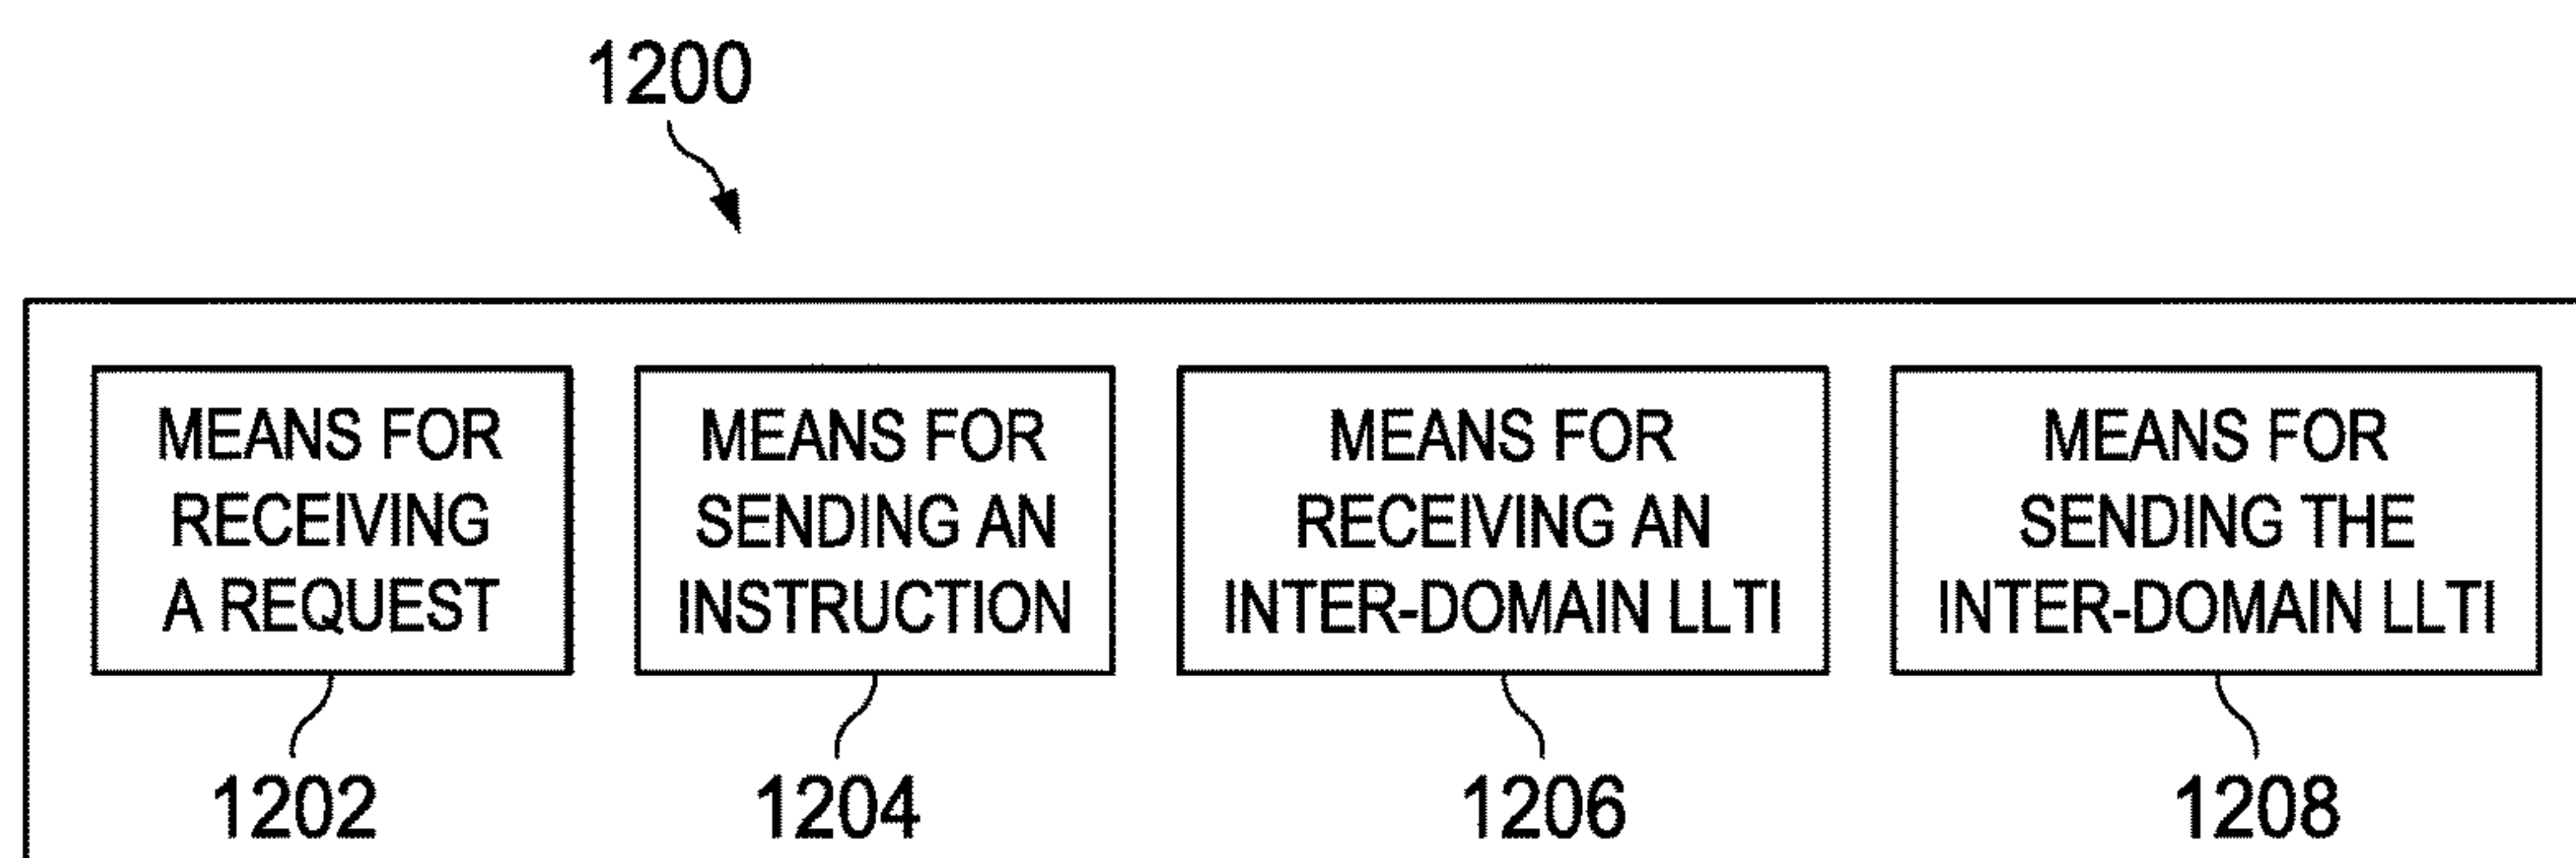 1200
MEANS FOR
RECEIVING
A REQUEST
1202
MEANS FOR
SENDING AN
INSTRUCTION
1204
MEANS FOR
RECEIVING AN
INTER-DOMAIN LLTI
1206
MEANS FOR
SENDING THE
INTER-DOMAIN LLTI
1208